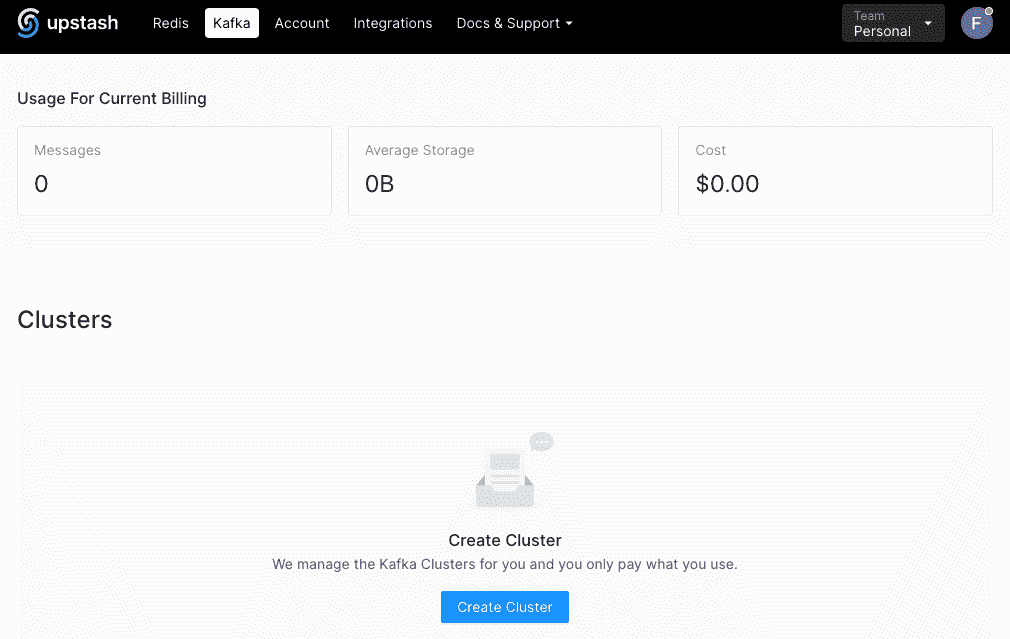 upstash Redis Kafka Account Integrations Docs & Support Team
Personal F
Usage For Current Billing
Messages Average Storage Cost
0 0B $0.00
Clusters
Create Cluster
We manage the Kafka Clusters for you and you only pay what you use.
Create Cluster